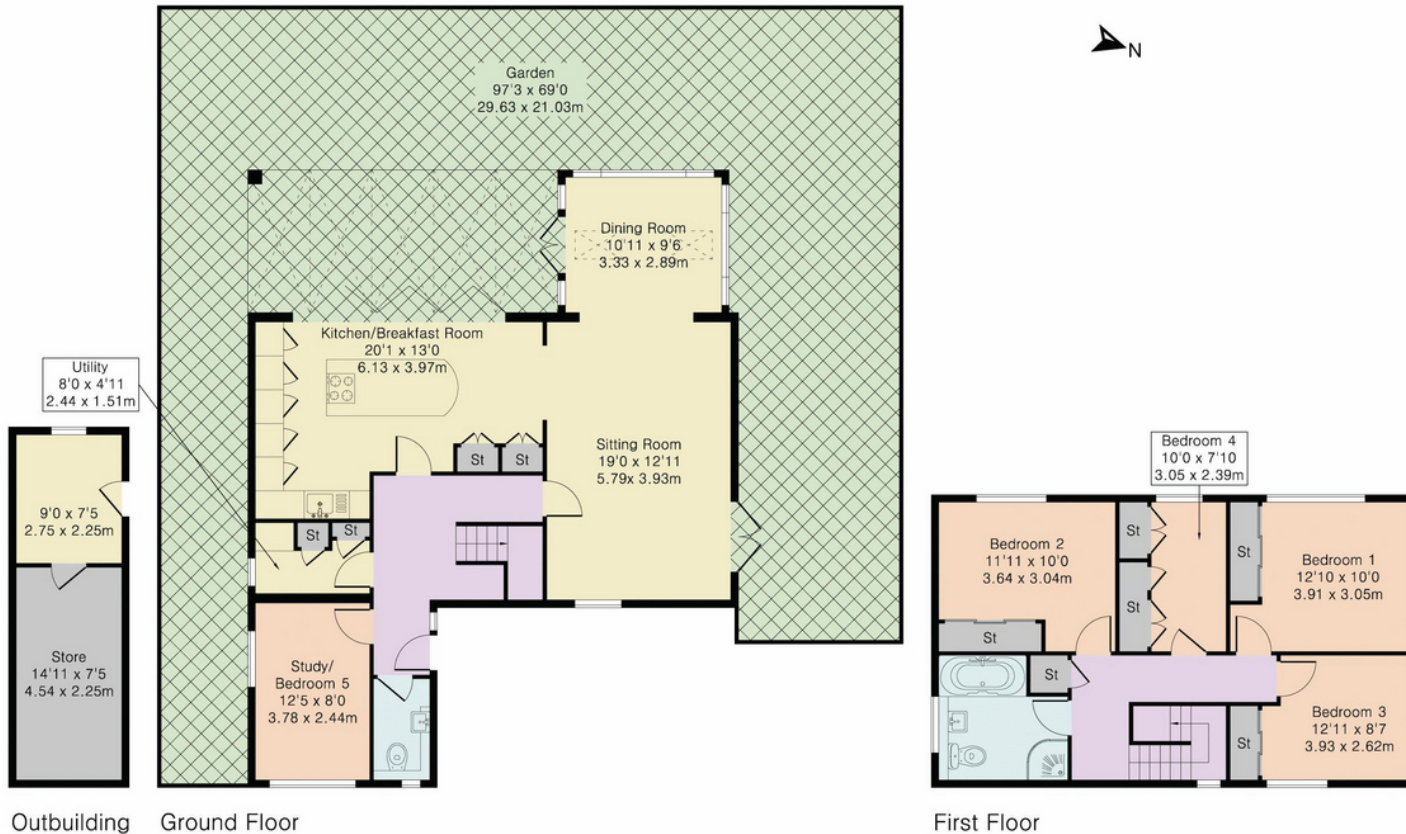 N
Garden
97'3 x 69'0
29.63 x 21.03m
Dining Room
10'11 x 9'6
3.33 x 2.89m
Kitchen/Breakfast Room
20'1 x 13'0
6.13 x 3.97m
Utility
8'0 x 4'11
2.44 x 1.51m
St
St
Sitting Room
19'0 x 12'11
5.79x 3.93m
St
St
9'0 x 7'5
2.75 x 2.25m
Store
14'11 x 7'5
4.54 x 2.25m
Study/
Bedroom 5
12'5 x 8'0
3.78 x 2.44m
Bedroom 4
10'0 x 7'10
3.05 x 2.39m
Bedroom 2
11'11 x 10'0
3.64 x 3.04m
St
St
St
Bedroom 1
12'10 x 10'0
3.91 x 3.05m
St
St
Bedroom 3
12'11 x 8'7
3.93 x 2.62m
St
Outbuilding
Ground Floor
First Floor